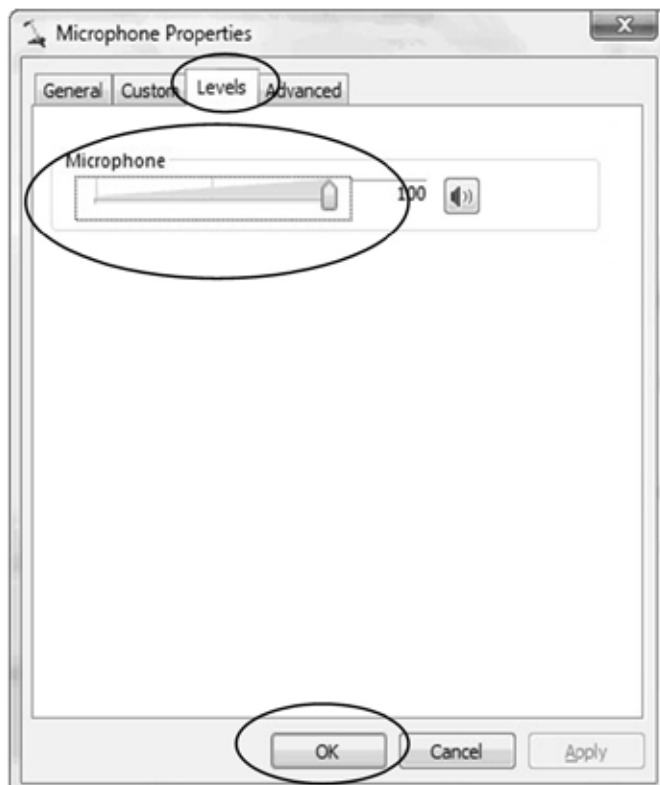 Microphone Properties
General Custom Levels Advanced
Microphone
100
OK Cancel Apply